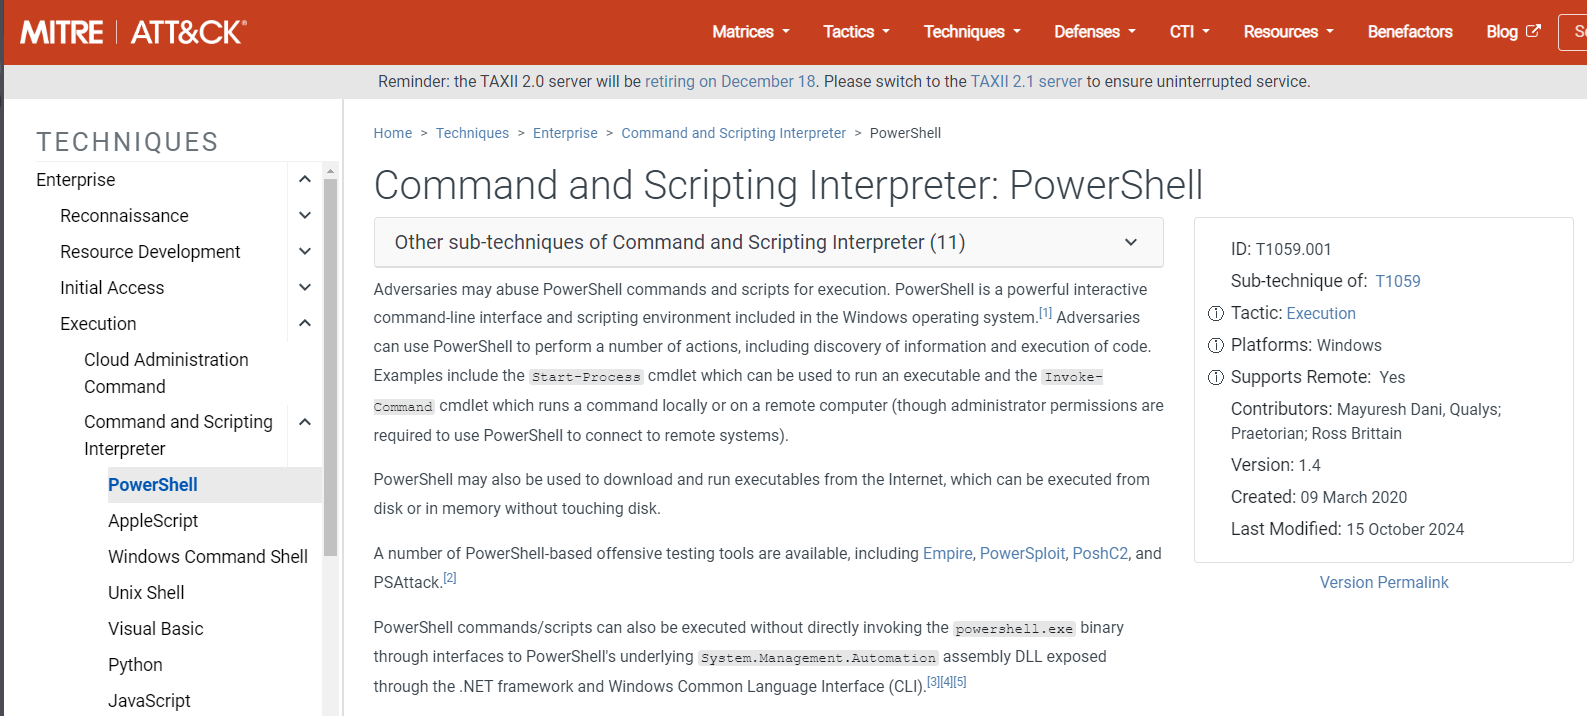 MITRE | ATT&CK®
Matrices
Tactics
Techniques
Defenses
CTI
Resources
Benefactors
Blog
Reminder: the TAXII 2.0 server will be retiring on December 18. Please switch to the TAXII 2.1 server to ensure uninterrupted service.
TECHNIQUES
Enterprise
Reconnaissance
Resource Development
Initial Access
Execution
Cloud Administration
Command
Command and Scripting
Interpreter
PowerShell
AppleScript
Windows Command Shell
Unix Shell
Visual Basic
Python
JavaScript
Home > Techniques > Enterprise > Command and Scripting Interpreter > PowerShell
Command and Scripting Interpreter: PowerShell
Other sub-techniques of Command and Scripting Interpreter (11)
Adversaries may abuse PowerShell commands and scripts for execution. PowerShell is a powerful interactive
command-line interface and scripting environment included in the Windows operating system.[1] Adversaries
can use PowerShell to perform a number of actions, including discovery of information and execution of code.
Examples include the Start-Process cmdlet which can be used to run an executable and the Invoke-
Command cmdlet which runs a command locally or on a remote computer (though administrator permissions are
required to use PowerShell to connect to remote systems).
PowerShell may also be used to download and run executables from the Internet, which can be executed from
disk or in memory without touching disk.
A number of PowerShell-based offensive testing tools are available, including Empire, PowerSploit, PoshC2, and
PSAttack.[2]
PowerShell commands/scripts can also be executed without directly invoking the powershell.exe binary
through interfaces to PowerShell's underlying System.Management.Automation assembly DLL exposed
through the .NET framework and Windows Common Language Interface (CLI).[3][4][5]
ID: T1059.001
Sub-technique of: T1059
Tactic: Execution
Platforms: Windows
Supports Remote: Yes
Contributors: Mayuresh Dani, Qualys;
Praetorian; Ross Brittain
Version: 1.4
Created: 09 March 2020
Last Modified: 15 October 2024
Version Permalink